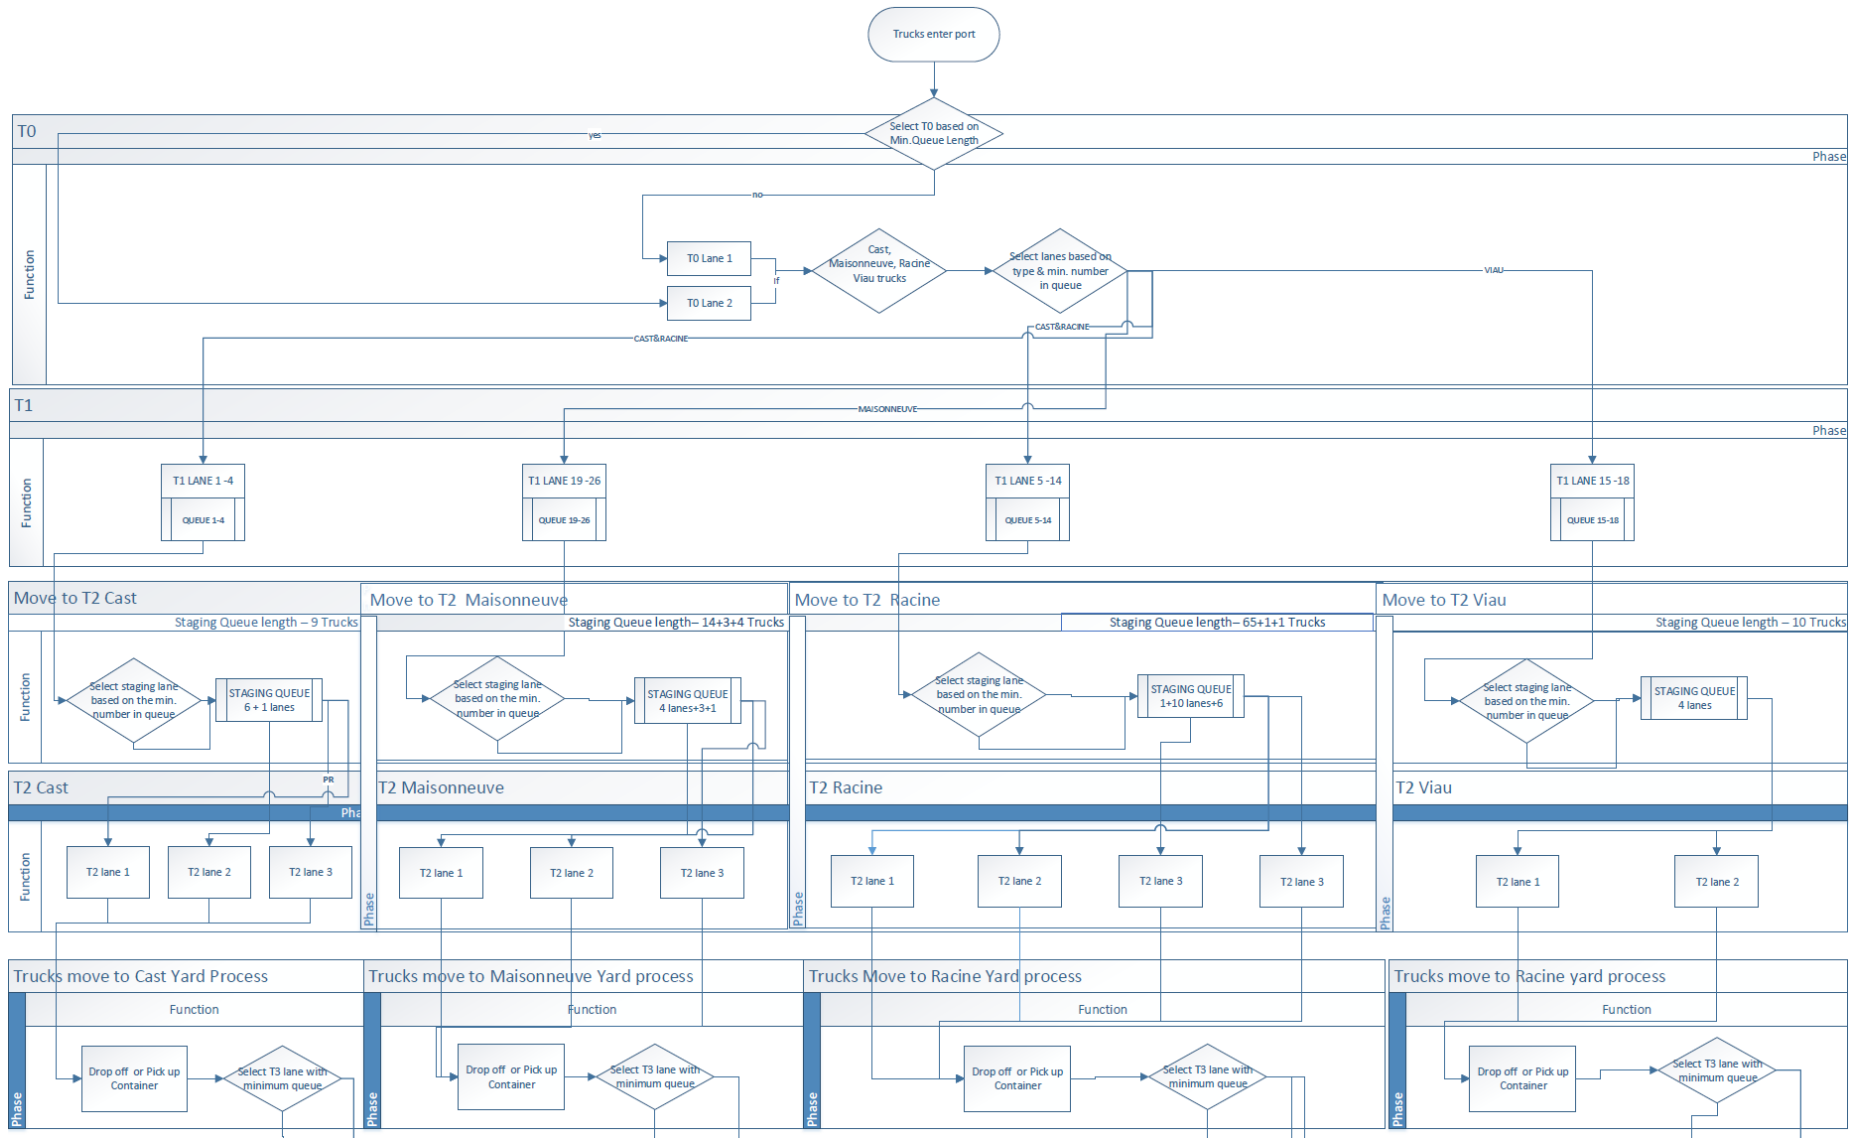 Trucks enter port
Select T0 based on
Min.Queue Length
T0
yes
Phase
no
Function
T0 Lane 1
T0 Lane 2
If
Cast,
Maisonneuve, Racine
Viau trucks
Select lanes based on
type & min. number
in queue
VIAU
CAST&RACINE
CAST&RACINE
T1
MAISONNEUVE
Phase
Function
T1 LANE 1 -4
QUEUE 1-4
T1 LANE 19 -26
QUEUE 19-26
T1 LANE 5 -14
QUEUE 5-14
T1 LANE 15 -18
QUEUE 15-18
Move to T2 Cast
Move to T2 Maisonneuve
Move to T2 Racine
Move to T2 Viau
Staging Queue length – 9 Trucks
Staging Queue length– 14+3+4 Trucks
Staging Queue length– 65+1+1 Trucks
Staging Queue length – 10 Trucks
Function
Select staging lane
based on the min.
number in queue
STAGING QUEUE
6 + 1 lanes
Select staging lane
based on the min.
number in queue
STAGING QUEUE
4 lanes+3+1
Select staging lane
based on the min.
number in queue
STAGING QUEUE
1+10 lanes+6
Select staging lane
based on the min.
number in queue
STAGING QUEUE
4 lanes
PR
T2 Cast
T2 Maisonneuve
T2 Racine
T2 Viau
Pha
Function
T2 lane 1
T2 lane 2
T2 lane 3
Phase
T2 lane 1
T2 lane 2
T2 lane 3
Phase
T2 lane 1
T2 lane 2
T2 lane 3
T2 lane 3
Phase
T2 lane 1
T2 lane 2
Trucks move to Cast Yard Process
Trucks move to Maisonneuve Yard process
Trucks Move to Racine Yard process
Trucks move to Racine yard process
Function
Function
Function
Function
Phase
Drop off or Pick up
Container
Select T3 lane with
minimum queue
Phase
Drop off or Pick up
Container
Select T3 lane with
minimum queue
Phase
Drop off or Pick up
Container
Select T3 lane with
minimum queue
Phase
Drop off or Pick up
Container
Select T3 lane with
minimum queue